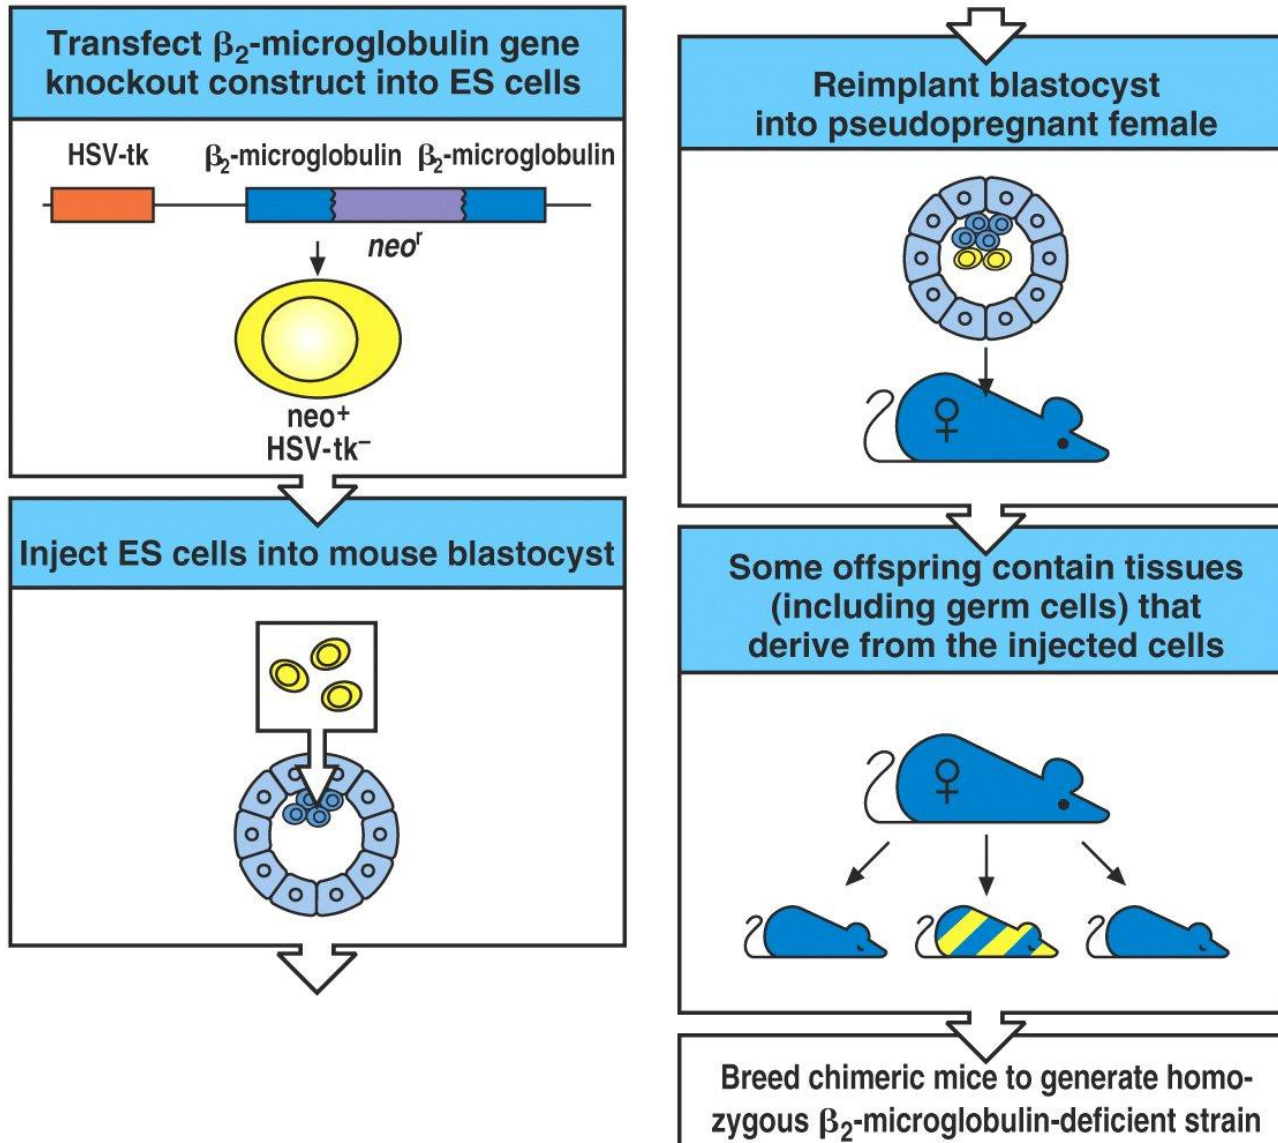 Transfect β₂-microglobulin gene
knockout construct into ES cells
HSV-tk β₂-microglobulin β₂-microglobulin
neoʳ
neo⁺
HSV-tk⁻
Inject ES cells into mouse blastocyst
Reimplant blastocyst
into pseudopregnant female
♀
Some offspring contain tissues
(including germ cells) that
derive from the injected cells
♀
Breed chimeric mice to generate homo-
zygous β₂-microglobulin-deficient strain